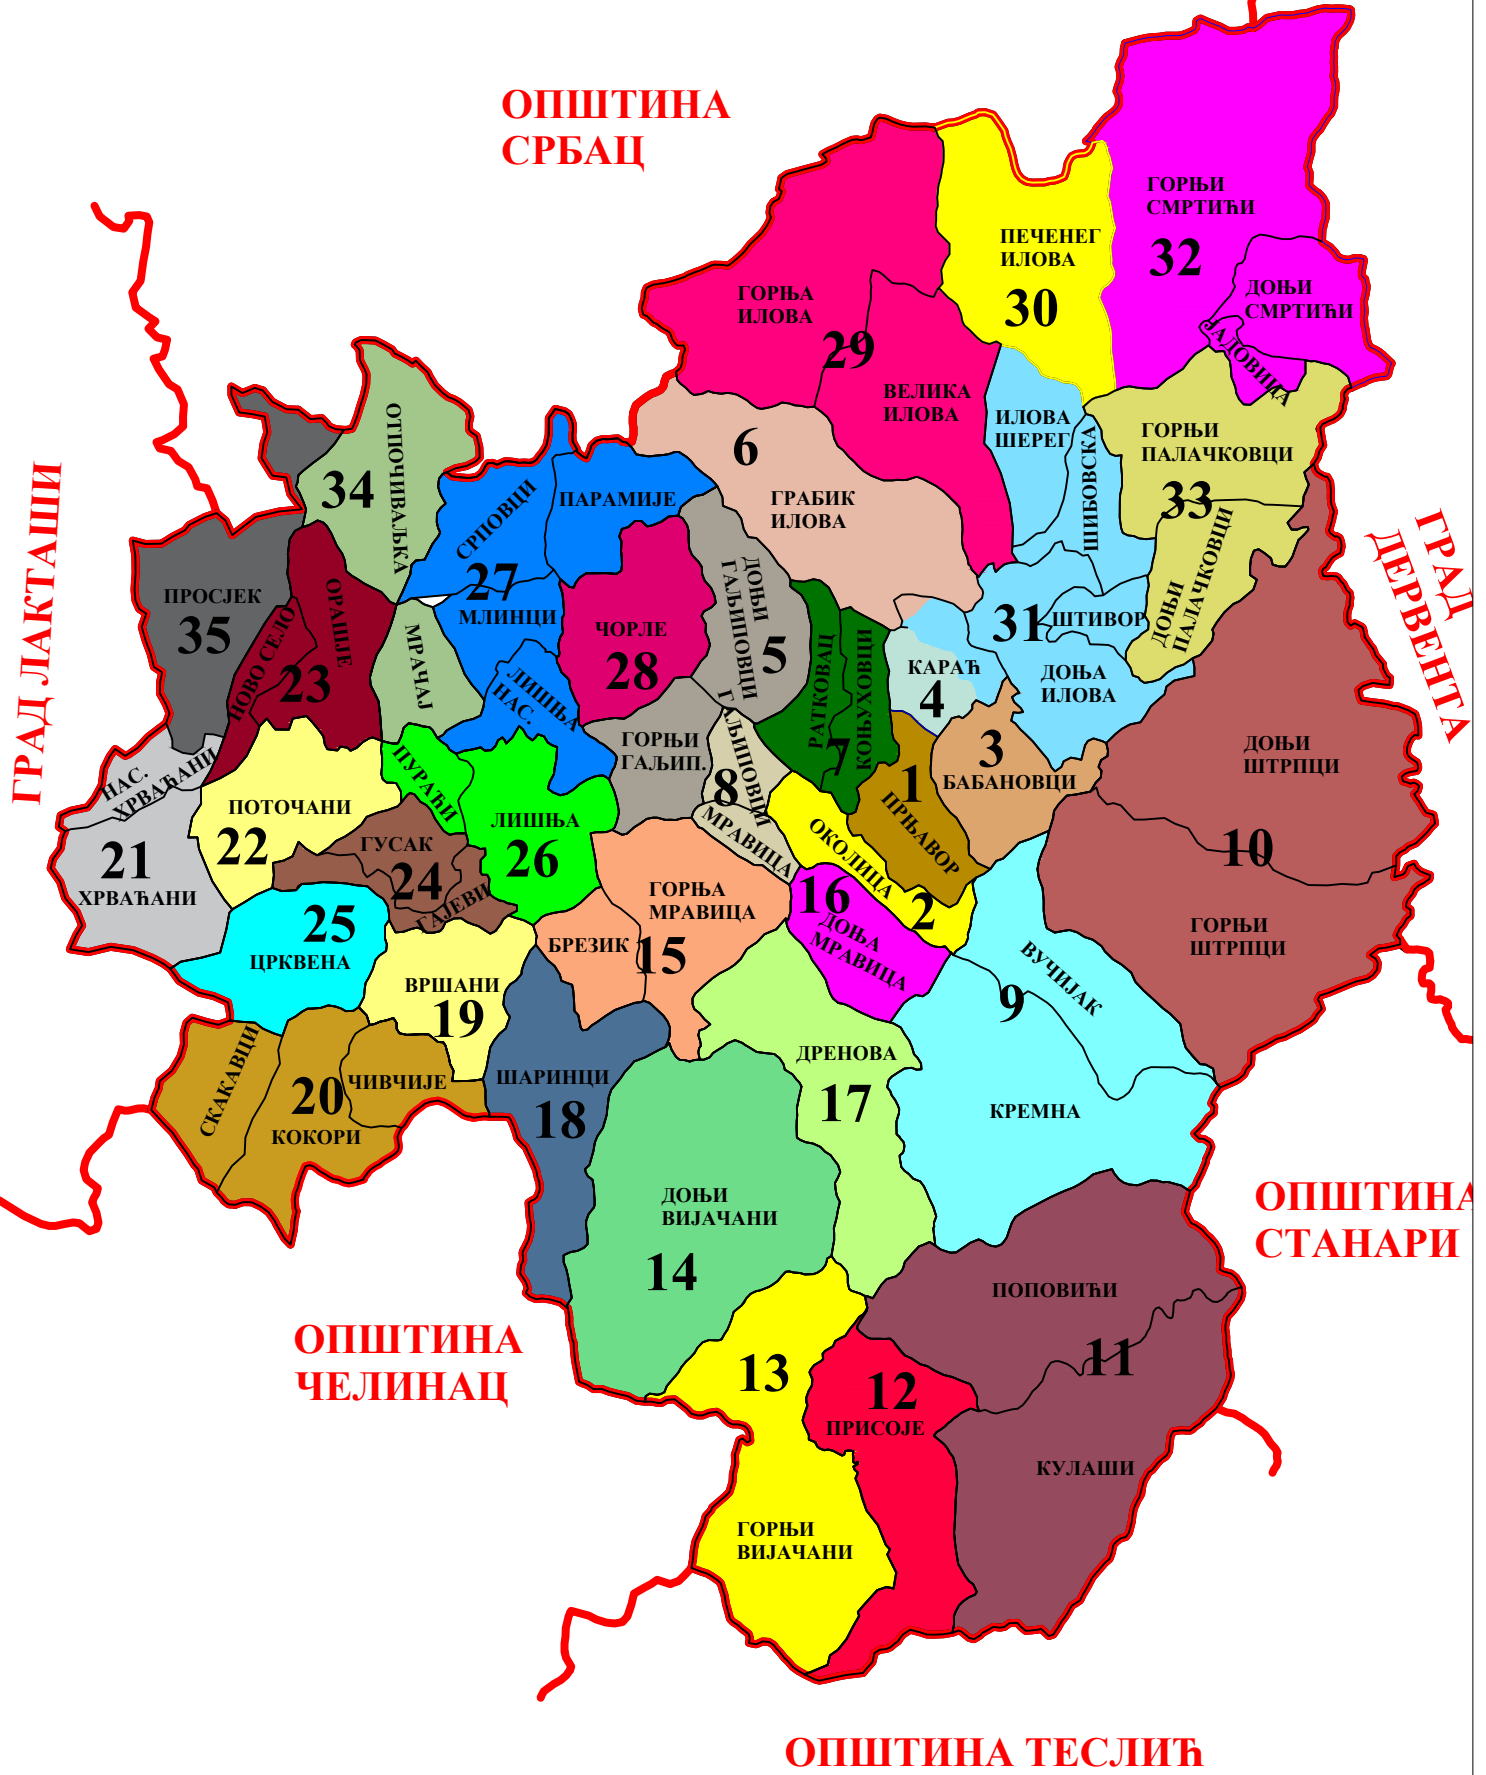 ОПШТИНА
СРБАЦ
ГОРЊИ
СМРТИЋИ
32
ПЕЧЕНЕГ
ИЛОВА
30
ДОЊИ
СМРТИЋИ
ЈАДОВИЦА
ГОРЊА
ИЛОВА
29
ВЕЛИКА
ИЛОВА
ИЛОВА
ШЕРЕГ
ШИБОВСКА
ГОРЊИ
ПАЛАЧКОВЦИ
33
ДОЊИ
ПАЛАЧКОВЦИ
6
ГРАБИК
ИЛОВА
ОТПОЧИВАЉКА
34
СРПОВЦИ
ПАРАМИЈЕ
27
МЛИНЦИ
ГРАД ЛАКТАШИ
ГРАД
ДЕРВЕНТА
ПРОСЈЕК
35
НОВО СЕЛО
ОРАШЈЕ
23
МРАЧАЈ
ЛИШЊА
НАС.
ЧОРЛЕ
28
ДОЊИ
ГАЉИПОВЦИ
5
РАТКОВАЦ
КОЊУХОВЦИ
7
КАРАЋ
4
31
ШТИВОР
ДОЊА
ИЛОВА
3
БАБАНОВЦИ
ДОЊИ
ШТРПЦИ
10
ГОРЊИ
ШТРПЦИ
НАС.
ХРВАЋАНИ
21
ХРВАЋАНИ
ПОТОЧАНИ
22
ПУРАЋИ
ГУСАК
24
ГАЈЕВИ
ЛИШЊА
26
ГОРЊИ
ГАЉИП.
ГАЉИПОВЦИ
8
МРАВИЦА
1
ПРЊАВОР
ОКОЛИЦА
2
16
ДОЊА
МРАВИЦА
ГОРЊА
МРАВИЦА
15
БРЕЗИК
25
ЦРКВЕНА
ВРШАНИ
19
ВУЧИЈАК
9
КРЕМНА
СКАКАВЦИ
20
ЧИВЧИЈЕ
КОКОРИ
ШАРИНЦИ
18
ДРЕНОВА
17
ДОЊИ
ВИЈАЧАНИ
14
ОПШТИНА
СТАНАРИ
ПОПОВИЋИ
11
КУЛАШИ
ОПШТИНА
ЧЕЛИНАЦ
13
ГОРЊИ
ВИЈАЧАНИ
12
ПРИСОЈЕ
ОПШТИНА ТЕСЛИЋ